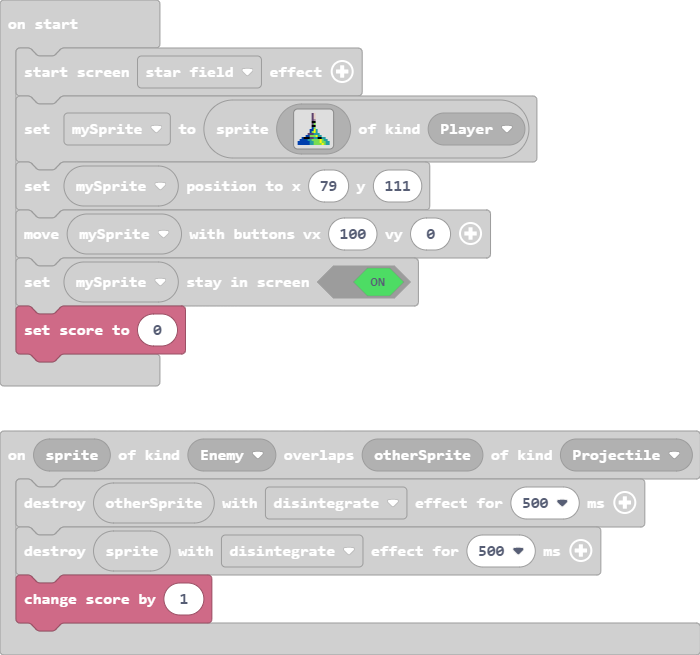 on start
start screen star field effect
set mySprite to sprite of kind Player
set mySprite position to x 79 y 111
move mySprite with buttons vx 100 vy 0
set mySprite stay in screen ON
set score to 0
on sprite of kind Enemy overlaps otherSprite of kind Projectile
destroy otherSprite with disintegrate effect for 500 ms
destroy sprite with disintegrate effect for 500 ms
change score by 1